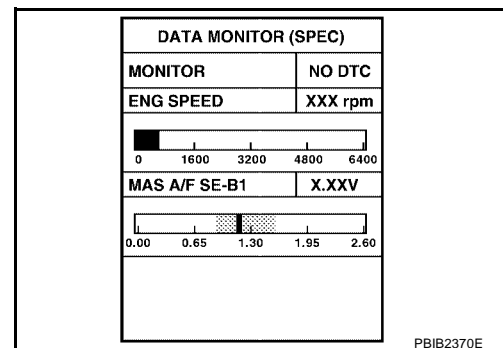 DATA MONITOR (SPEC)
MONITOR NO DTC
ENG SPEED XXX rpm
0 1600 3200 4800 6400
MAS A/F SE-B1 X.XXV
0.00 0.65 1.30 1.95 2.60
PBIB2370E